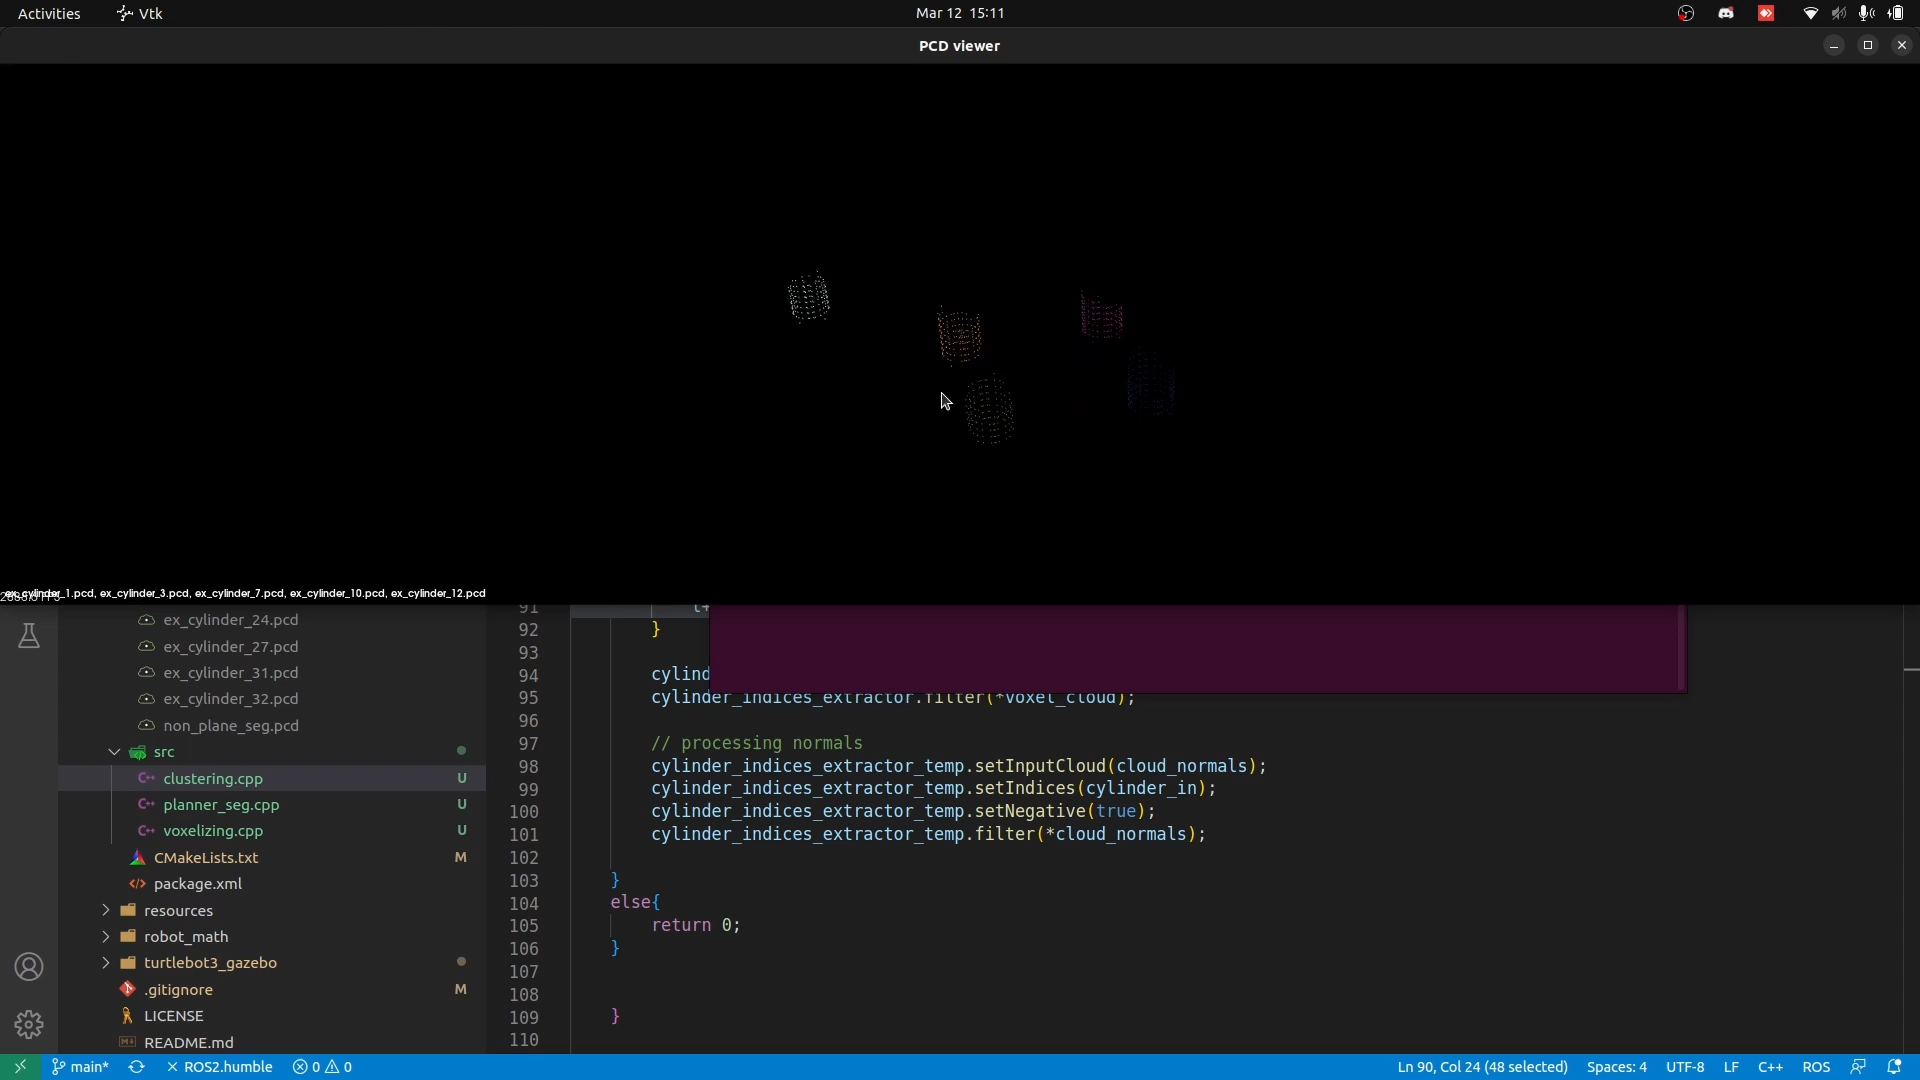 Activities Vtk Mar 12 15:11
PCD viewer
ex_cylinder_1.pcd, ex_cylinder_3.pcd, ex_cylinder_7.pcd, ex_cylinder_10.pcd, ex_cylinder_12.pcd
ex_cylinder_24.pcd
ex_cylinder_27.pcd
ex_cylinder_31.pcd
ex_cylinder_32.pcd
non_plane_seg.pcd
src
clustering.cpp U
planner_seg.cpp U
voxelizing.cpp U
CMakeLists.txt M
package.xml
resources
robot_math
turtlebot3_gazebo
.gitignore M
LICENSE
README.md
91
92 }
93
94 cylind
95 cylinder_indices_extractor.filter(*voxel_cloud);
96
97 // processing normals
98 cylinder_indices_extractor_temp.setInputCloud(cloud_normals);
99 cylinder_indices_extractor_temp.setIndices(cylinder_in);
100 cylinder_indices_extractor_temp.setNegative(true);
101 cylinder_indices_extractor_temp.filter(*cloud_normals);
102
103 }
104 else{
105 return 0;
106 }
107
108
109 }
110
main* ROS2.humble 0 0 Ln 90, Col 24 (48 selected) Spaces: 4 UTF-8 LF C++ ROS